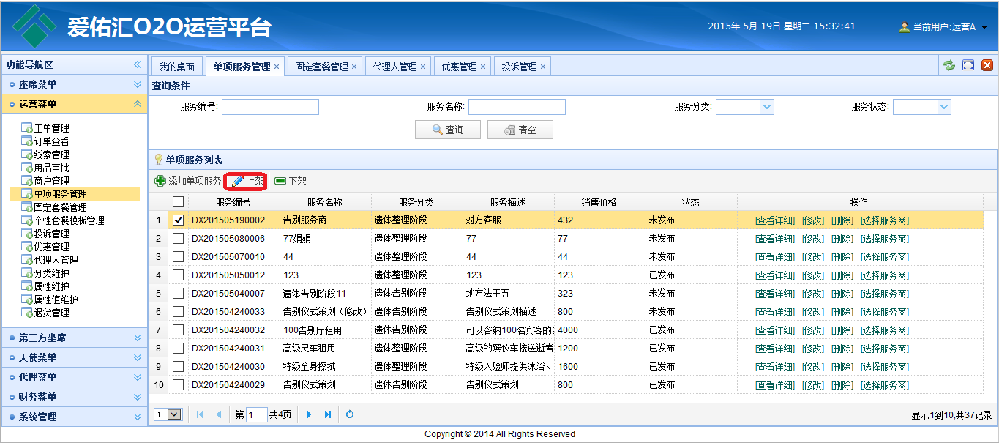 爱佑汇O2O运营平台
2015年 5月 19日 星期二 15:32:41
当前用户:运营A
功能导航区
座席菜单
运营菜单
工单管理
订单查看
线索管理
用品审批
商户管理
单项服务管理
固定套餐管理
个性套餐模板管理
投诉管理
优惠管理
代理人管理
分类维护
属性维护
属性值维护
退货管理
第三方坐席
天使菜单
代理菜单
财务菜单
系统管理
我的桌面 单项服务管理 × 固定套餐管理 × 代理人管理 × 优惠管理 × 投诉管理 ×
查询条件
服务编号: 服务名称: 服务分类: 服务状态:
查询 清空
单项服务列表
添加单项服务 上架 下架
服务编号 服务名称 服务分类 服务描述 销售价格 状态 操作
1 DX201505190002 告别服务商 遗体整理阶段 对方客服 432 未发布 [查看详细] [修改] [删除] [选择服务商]
2 DX201505080006 77娟娟 遗体整理阶段 77 77 未发布 [查看详细] [修改] [删除] [选择服务商]
3 DX201505070010 44 遗体整理阶段 44 44 未发布 [查看详细] [修改] [删除] [选择服务商]
4 DX201505050012 123 遗体整理阶段 123 123 已发布 [查看详细] [修改] [删除] [选择服务商]
5 DX201505040007 遗体告别阶段11 遗体告别阶段 地方法王五 323 未发布 [查看详细] [修改] [删除] [选择服务商]
6 DX201504240033 告别仪式策划（修改） 遗体告别阶段 告别仪式策划描述 800 未发布 [查看详细] [修改] [删除] [选择服务商]
7 DX201504240032 100告别厅租用 遗体告别阶段 可以容纳100名宾客的 4000 已发布 [查看详细] [修改] [删除] [选择服务商]
8 DX201504240031 高级灵车租用 遗体整理阶段 高级的殡仪车接送逝者 1200 已发布 [查看详细] [修改] [删除] [选择服务商]
9 DX201504240030 特级全身擦拭 遗体整理阶段 特级入殓师提供沐浴、 1600 已发布 [查看详细] [修改] [删除] [选择服务商]
10 DX201504240029 告别仪式策划 遗体告别阶段 告别仪式策划 800 已发布 [查看详细] [修改] [删除] [选择服务商]
10 第 1 共4页 显示1到10,共37记录
Copyright © 2014 All Rights Reserved